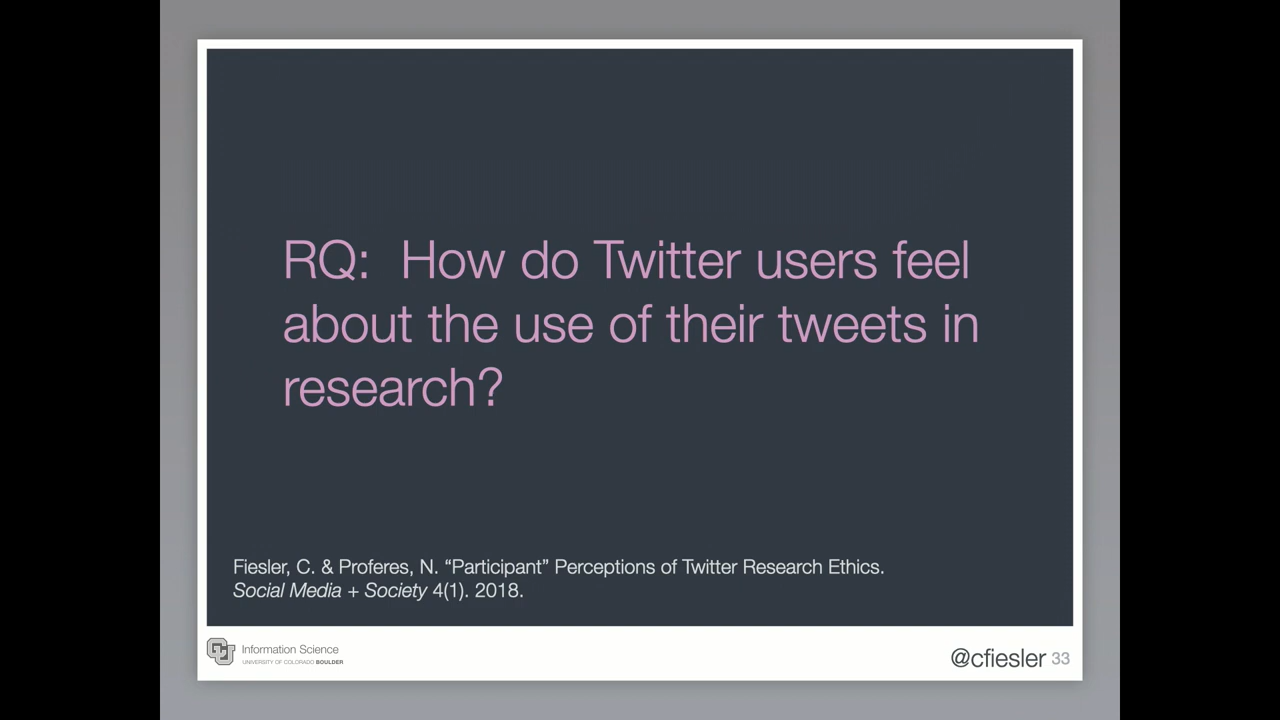 RQ:  How do Twitter users feel
about the use of their tweets in
research?
Fiesler, C. & Proferes, N. “Participant” Perceptions of Twitter Research Ethics.
Social Media + Society 4(1). 2018.
CU
Information Science
UNIVERSITY OF COLORADO BOULDER
@cfiesler 33